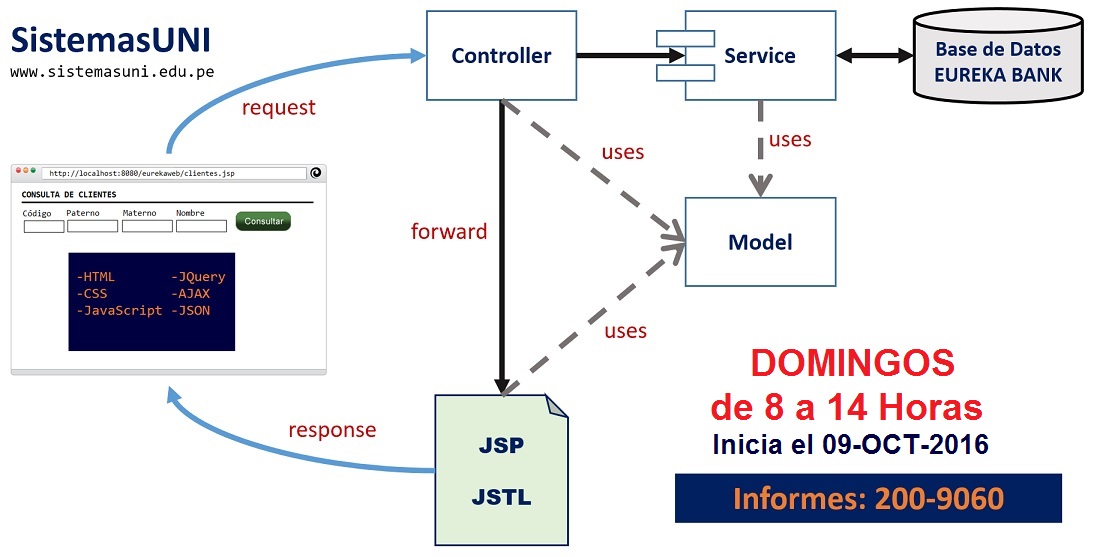 SistemasUNI
www.sistemasuni.edu.pe
request
Controller
Service
Base de Datos
EUREKA BANK
uses
uses
http://localhost:8080/eurekaweb/clientes.jsp
CONSULTA DE CLIENTES
Código Paterno Materno Nombre
Consultar
-HTML -JQuery
-CSS -AJAX
-JavaScript -JSON
forward
Model
uses
response
JSP
JSTL
DOMINGOS
de 8 a 14 Horas
Inicia el 09-OCT-2016
Informes: 200-9060